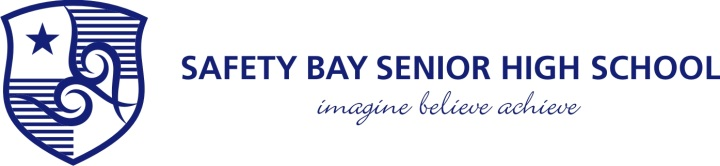 SAFETY BAY SENIOR HIGH SCHOOL
imagine believe achieve